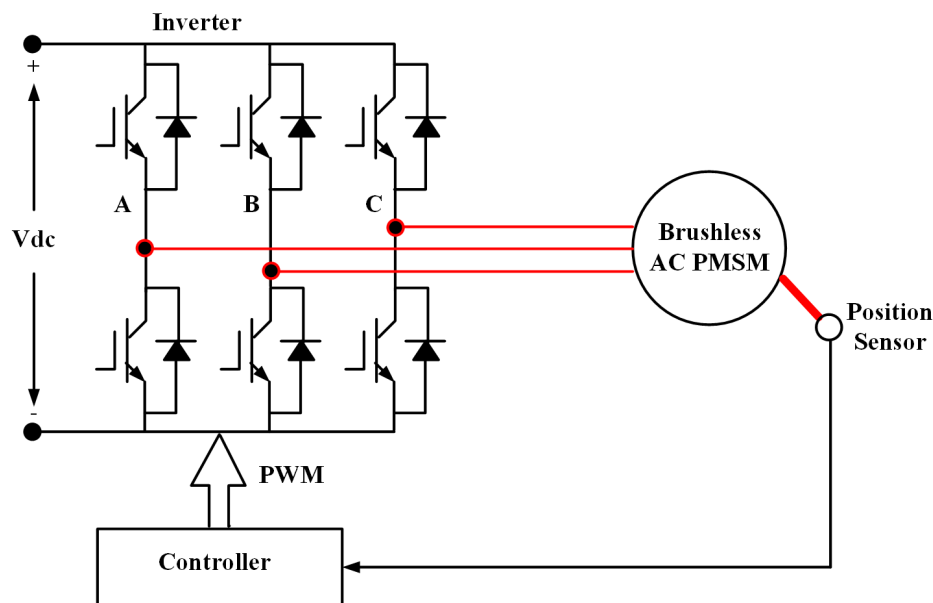 Inverter
+
A
B
C
Vdc
Brushless
AC PMSM
Position
Sensor
-
PWM
Controller